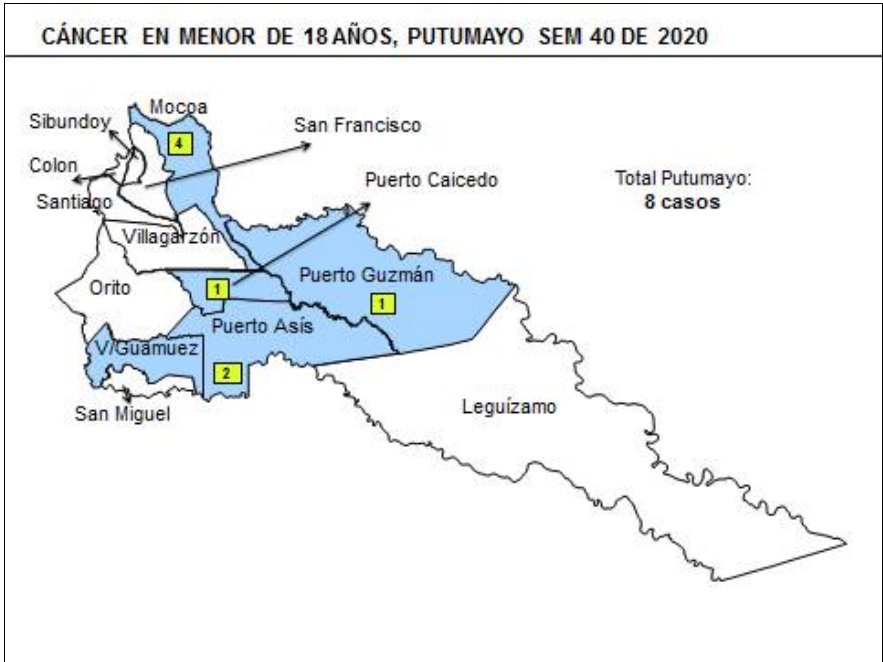 CÁNCER EN MENOR DE 18 AÑOS, PUTUMAYO SEM 40 DE 2020
Mocoa
Sibundoy
San Francisco
4
Colon
Puerto Caicedo
Total Putumayo:
8 casos
Santiago
Villagarzón
Puerto Guzmán
Orito
1
1
Puerto Asís
V/Guamuez
2
San Miguel
Leguízamo